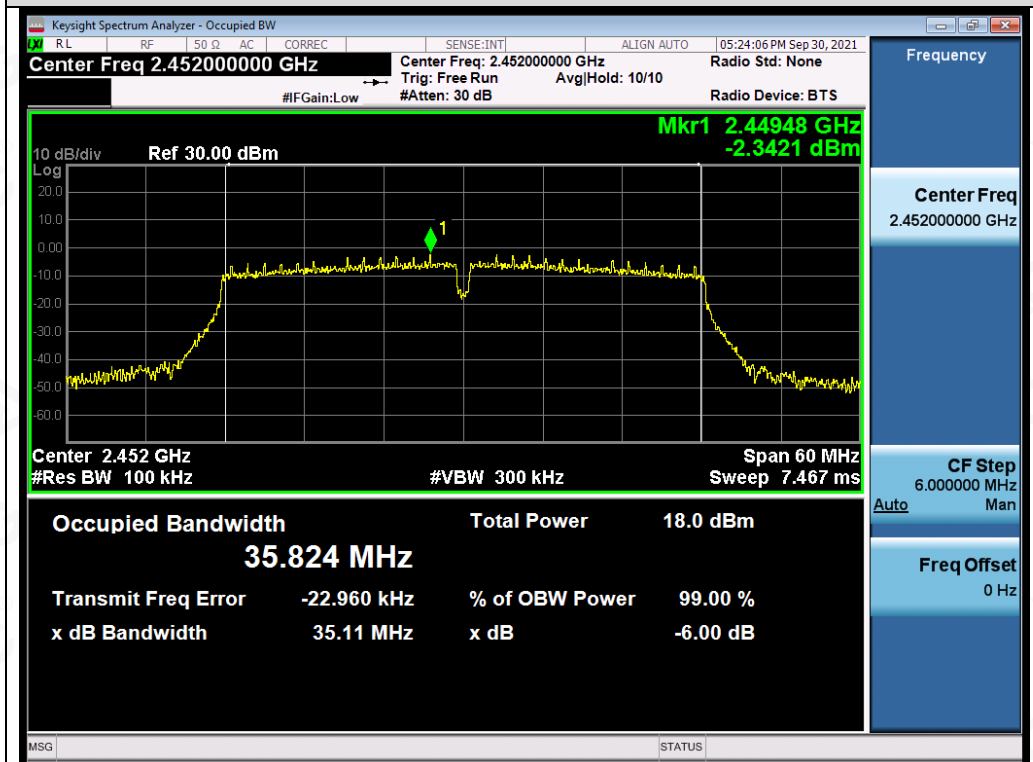 Keysight Spectrum Analyzer - Occupied BW
LXI RL RF 50 Ω AC CORREC SENSE:INT ALIGN AUTO 05:24:06 PM Sep 30, 2021
Center Freq 2.452000000 GHz Center Freq: 2.452000000 GHz Radio Std: None
Trig: Free Run Avg|Hold: 10/10
#IFGain:Low #Atten: 30 dB Radio Device: BTS
Mkr1 2.44948 GHz
10 dB/div Ref 30.00 dBm -2.3421 dBm
Log
20.0
10.0
1
0.00
-10.0
-20.0
-30.0
-40.0
-50.0
-60.0
Center 2.452 GHz Span 60 MHz
#Res BW 100 kHz #VBW 300 kHz Sweep 7.467 ms
Occupied Bandwidth Total Power 18.0 dBm
35.824 MHz
Transmit Freq Error -22.960 kHz % of OBW Power 99.00 %
x dB Bandwidth 35.11 MHz x dB -6.00 dB
Frequency
Center Freq
2.452000000 GHz
CF Step
6.000000 MHz
Auto Man
Freq Offset
0 Hz
MSG STATUS